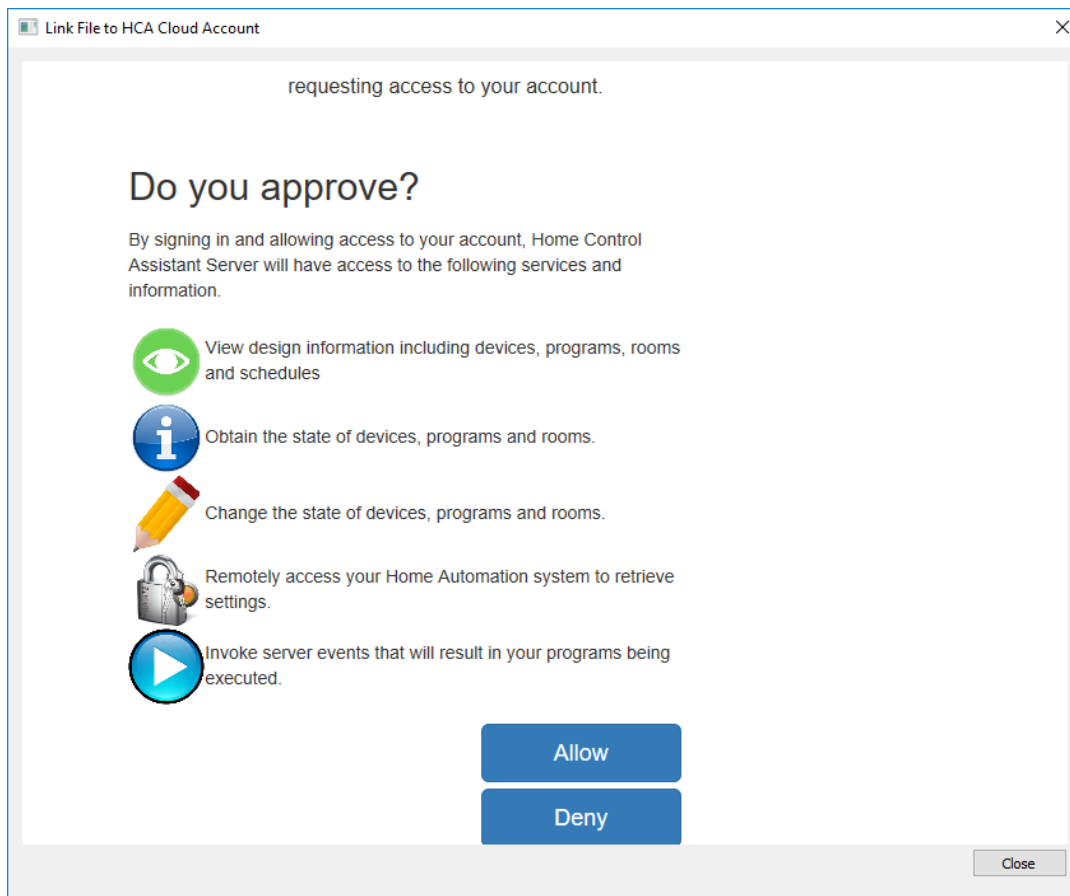 Link File to HCA Cloud Account
requesting access to your account.
Do you approve?
By signing in and allowing access to your account, Home Control
Assistant Server will have access to the following services and
information.
View design information including devices, programs, rooms
and schedules
Obtain the state of devices, programs and rooms.
Change the state of devices, programs and rooms.
Remotely access your Home Automation system to retrieve
settings.
Invoke server events that will result in your programs being
executed.
Allow
Deny
Close